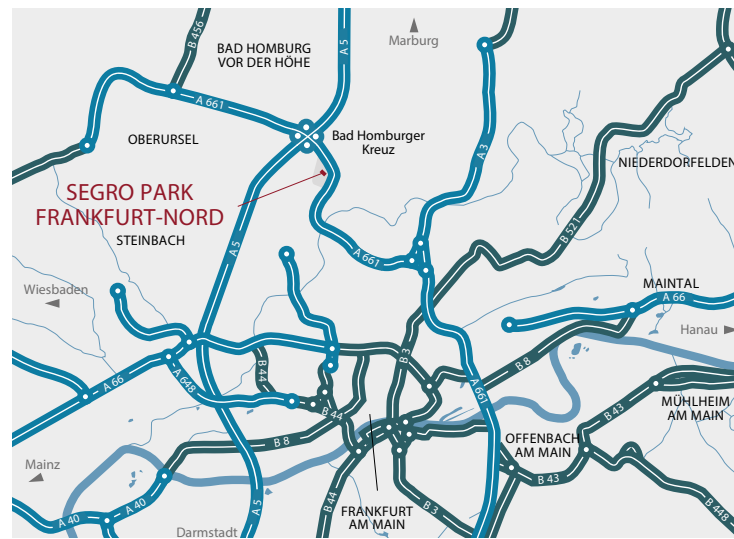 B 456
BAD HOMBURG
VOR DER HÖHE
A 5
Marburg
A 661
OBERURSEL
Bad Homburger
Kreuz
A 3
NIEDERDORFELDEN
SEGRO PARK
FRANKFURT-NORD
STEINBACH
A 5
A 661
B 521
Wiesbaden
MAINTAL
A 66
Hanau
B 3
B 8
A 66
A 648
B 44
B 44
A 661
B 43
MÜHLHEIM
AM MAIN
B 8
OFFENBACH
AM MAIN
Mainz
A 40
A 40
A 5
B 44
B 43
B 448
FRANKFURT
AM MAIN
B 3
Darmstadt